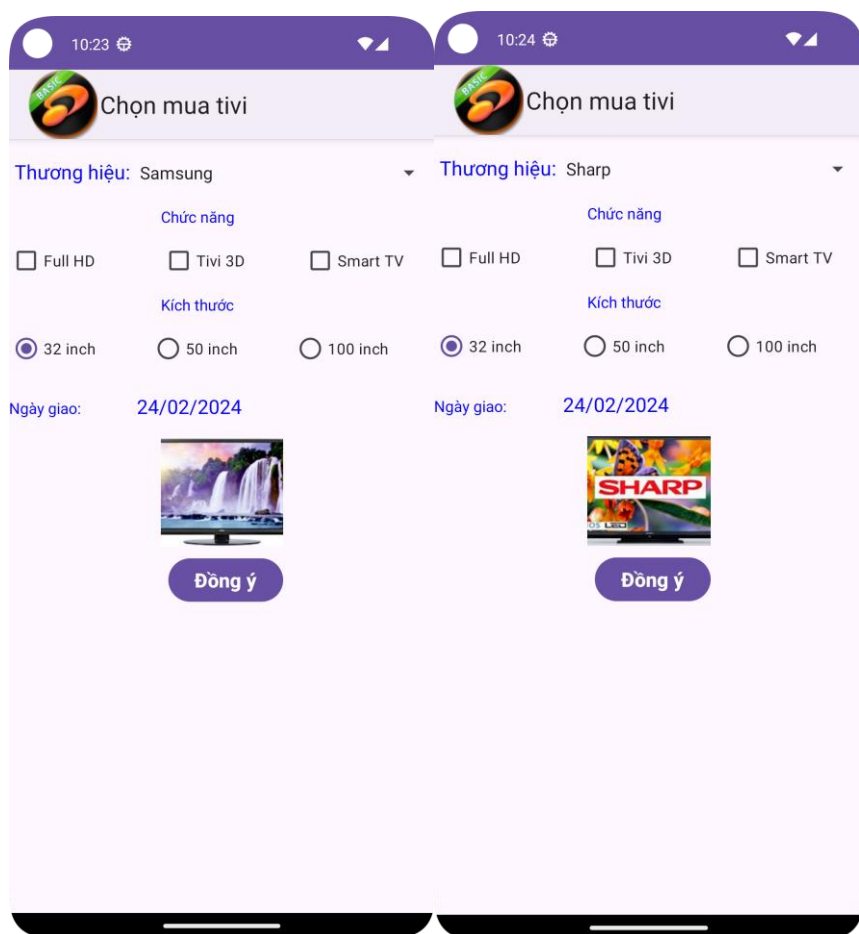 10:23
BASIC
Chọn mua tivi
Thương hiệu: Samsung
Chức năng
Full HD Tivi 3D Smart TV
Kích thước
32 inch 50 inch 100 inch
Ngày giao: 24/02/2024
Đồng ý
10:24
BASIC
Chọn mua tivi
Thương hiệu: Sharp
Chức năng
Full HD Tivi 3D Smart TV
Kích thước
32 inch 50 inch 100 inch
Ngày giao: 24/02/2024
SHARP
LED
Đồng ý